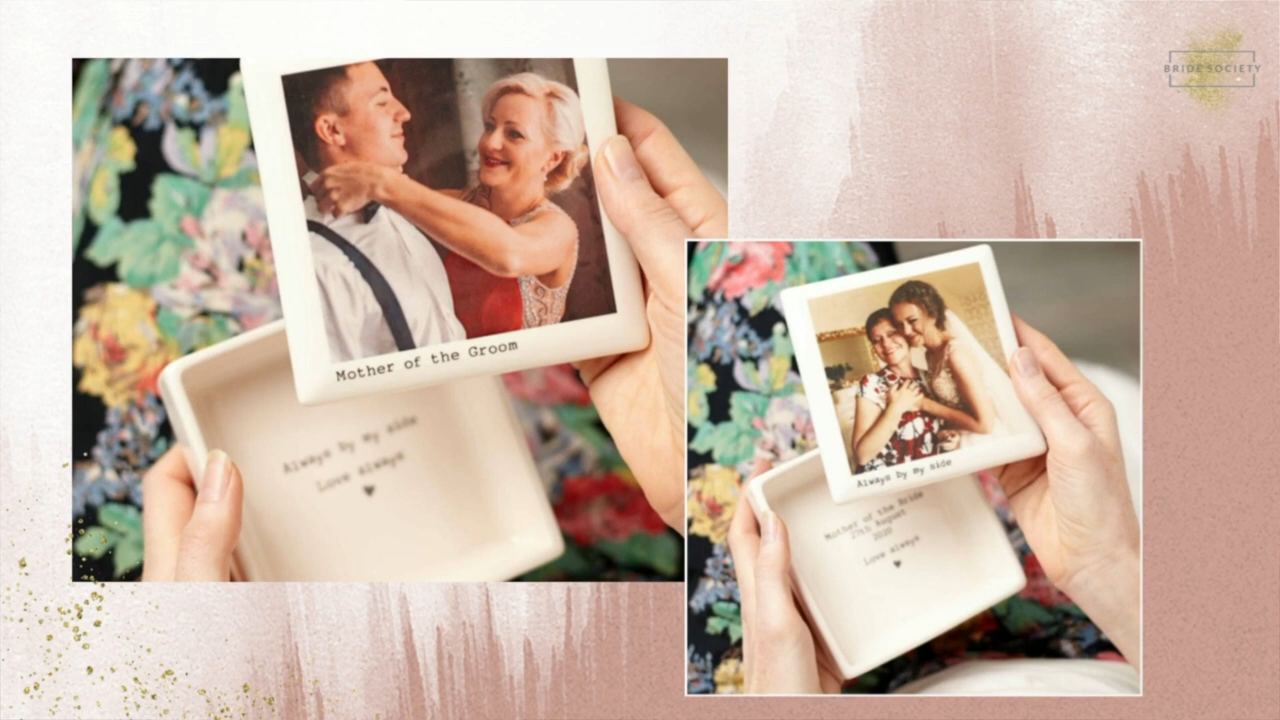 BRIDE SOCIETY
Mother of the Groom
Always by my side
Love always
Always by my side
Mother of the Bride
27th August
2020
Love always